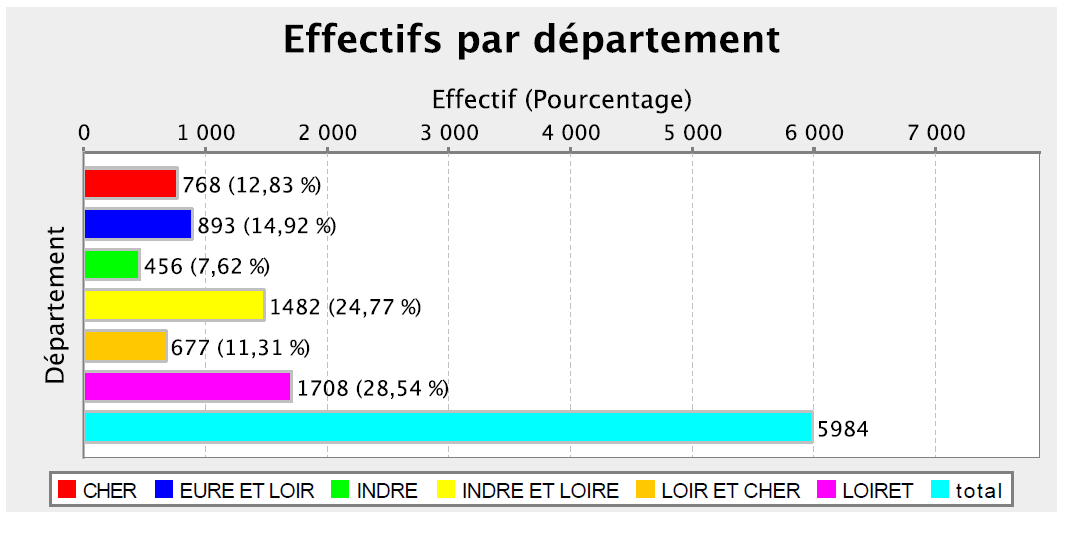 Effectifs par département
Effectif (Pourcentage)
0 1 000 2 000 3 000 4 000 5 000 6 000 7 000
Département
768 (12,83 %)
893 (14,92 %)
456 (7,62 %)
1482 (24,77 %)
677 (11,31 %)
1708 (28,54 %)
5984
CHER EURE ET LOIR INDRE INDRE ET LOIRE LOIR ET CHER LOIRET total